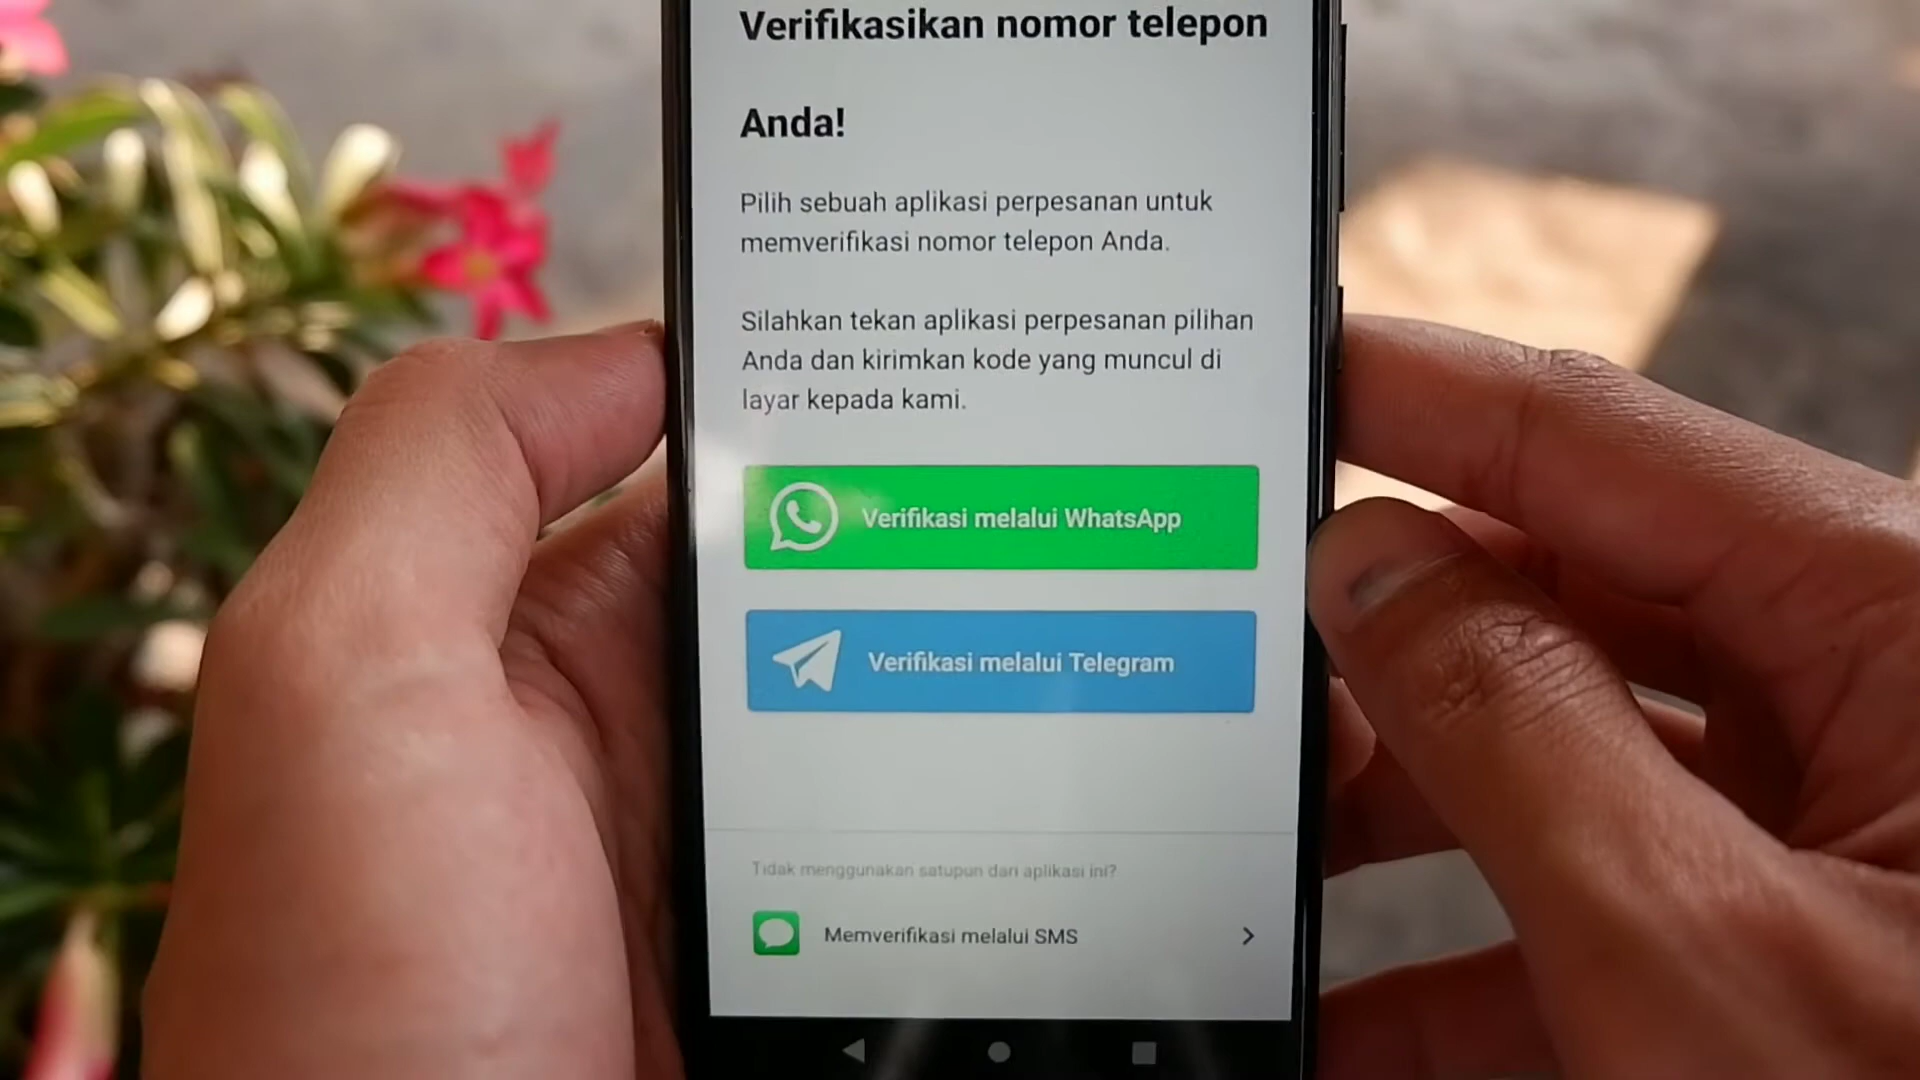 Verifikasikan nomor telepon
Anda!
Pilih sebuah aplikasi perpesanan untuk
memverifikasi nomor telepon Anda.
Silahkan tekan aplikasi perpesanan pilihan
Anda dan kirimkan kode yang muncul di
layar kepada kami.
Verifikasi melalui WhatsApp
Verifikasi melalui Telegram
Tidak menggunakan satupun dari aplikasi ini?
Memverifikasi melalui SMS